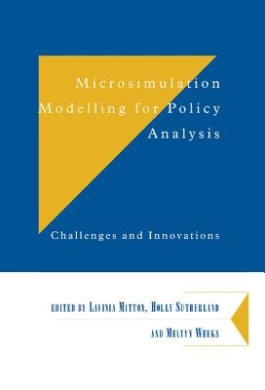 Microsimulation
Modelling for Policy
Analysis
Challenges and Innovations
EDITED BY LAVINIA MITTON, HOLLY SUTHERLAND
AND MELVYN WEEKS